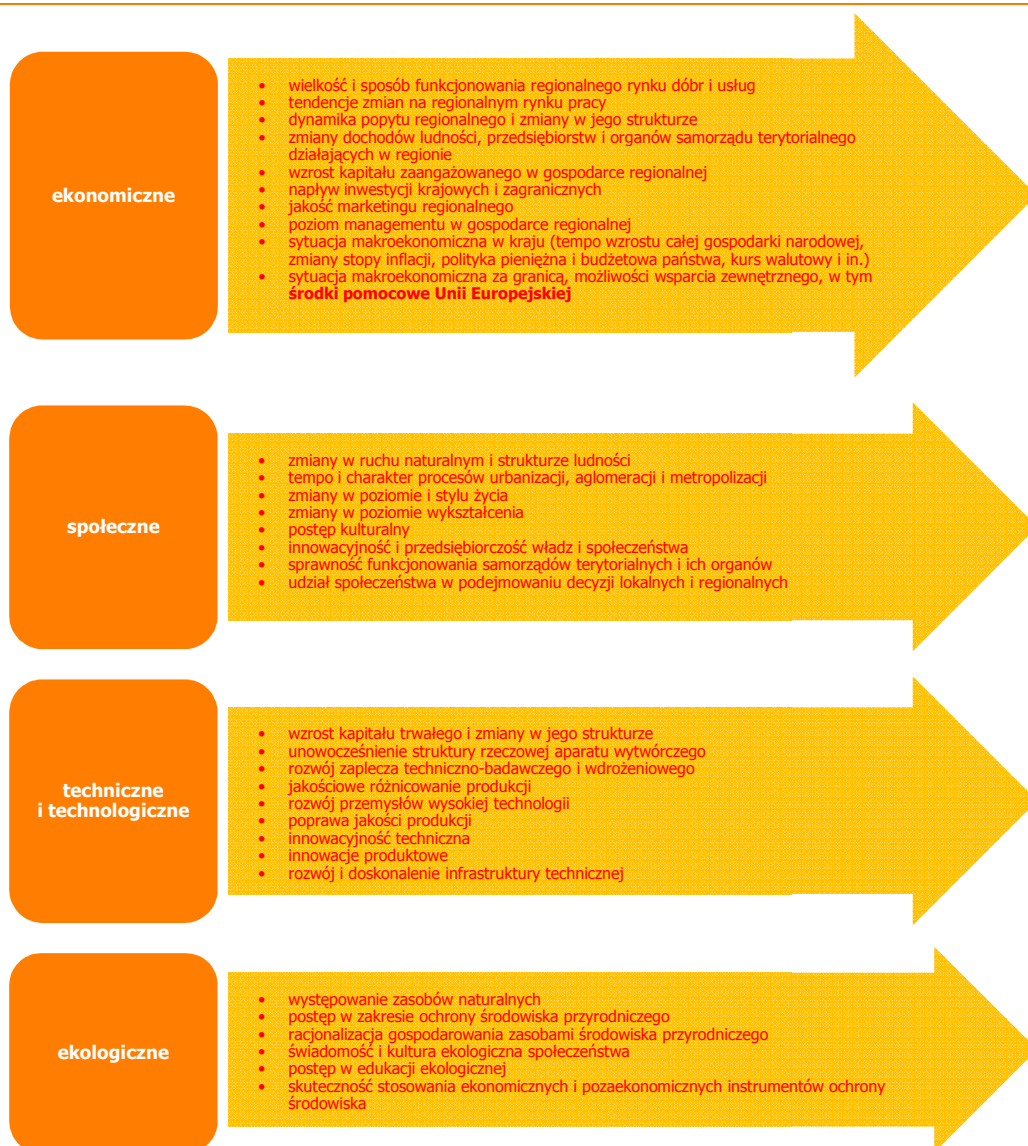 ekonomiczne
• wielkość i sposób funkcjonowania regionalnego rynku dóbr i usług
• tendencje zmian na regionalnym rynku pracy
• dynamika popytu regionalnego i zmiany w jego strukturze
• zmiany dochodów ludności, przedsiębiorstw i organów samorządu terytorialnego
działających w regionie
• wzrost kapitału zaangażowanego w gospodarce regionalnej
• napływ inwestycji krajowych i zagranicznych
• jakość marketingu regionalnego
• poziom managementu w gospodarce regionalnej
• sytuacja makroekonomiczna w kraju (tempo wzrostu całej gospodarki narodowej,
zmiany stopy inflacji, polityka pieniężna i budżetowa państwa, kurs walutowy i in.)
• sytuacja makroekonomiczna za granicą, możliwości wsparcia zewnętrznego, w tym
środki pomocowe Unii Europejskiej
społeczne
• zmiany w ruchu naturalnym i strukturze ludności
• tempo i charakter procesów urbanizacji, aglomeracji i metropolizacji
• zmiany w poziomie i stylu życia
• zmiany w poziomie wykształcenia
• postęp kulturalny
• innowacyjność i przedsiębiorczość władz i społeczeństwa
• sprawność funkcjonowania samorządów terytorialnych i ich organów
• udział społeczeństwa w podejmowaniu decyzji lokalnych i regionalnych
techniczne
i technologiczne
• wzrost kapitału trwałego i zmiany w jego strukturze
• unowocześnienie struktury rzeczowej aparatu wytwórczego
• rozwój zaplecza techniczno-badawczego i wdrożeniowego
• jakościowe różnicowanie produkcji
• rozwój przemysłów wysokiej technologii
• poprawa jakości produkcji
• innowacyjność techniczna
• innowacje produktowe
• rozwój i doskonalenie infrastruktury technicznej
ekologiczne
• występowanie zasobów naturalnych
• postęp w zakresie ochrony środowiska przyrodniczego
• racjonalizacja gospodarowania zasobami środowiska przyrodniczego
• świadomość i kultura ekologiczna społeczeństwa
• postęp w edukacji ekologicznej
• skuteczność stosowania ekonomicznych i pozaekonomicznych instrumentów ochrony
środowiska